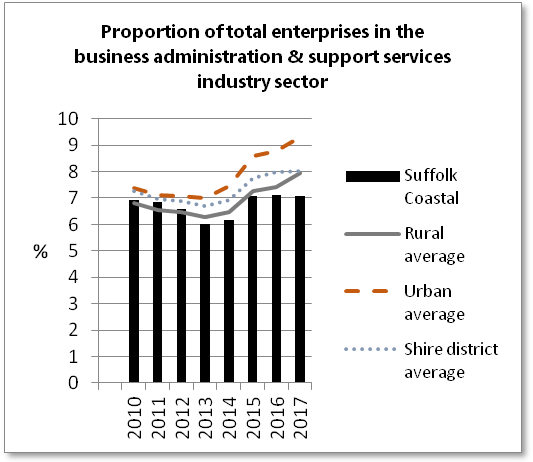 Proportion of total enterprises in the
business administration & support services
industry sector
10
9
8
7
6
5
4
3
2
1
0
%
2010
2011
2012
2013
2014
2015
2016
2017
Suffolk
Coastal
Rural
average
Urban
average
Shire district
average